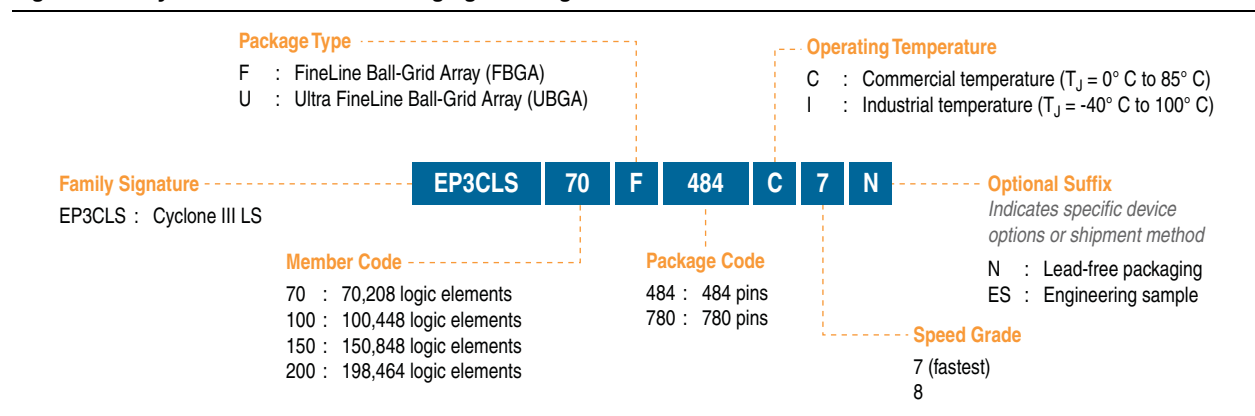 Package Type
F : FineLine Ball-Grid Array (FBGA)
U : Ultra FineLine Ball-Grid Array (UBGA)
Operating Temperature
C : Commercial temperature (TJ = 0° C to 85° C)
I : Industrial temperature (TJ = -40° C to 100° C)
EP3CLS 70 F 484 C 7 N
Family Signature
EP3CLS : Cyclone III LS
Optional Suffix
Indicates specific device
options or shipment method
N : Lead-free packaging
ES : Engineering sample
Member Code
70 : 70,208 logic elements
100 : 100,448 logic elements
150 : 150,848 logic elements
200 : 198,464 logic elements
Package Code
484 : 484 pins
780 : 780 pins
Speed Grade
7 (fastest)
8